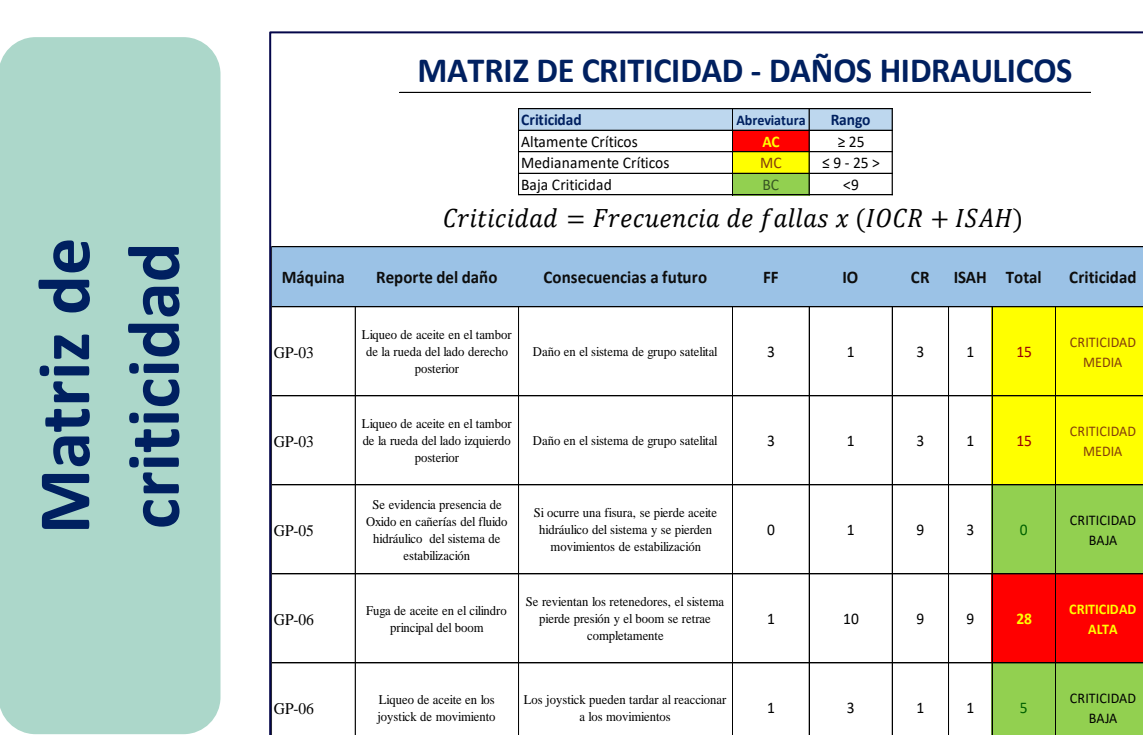 Matriz de
criticidad
MATRIZ DE CRITICIDAD - DAÑOS HIDRAULICOS
Criticidad Abreviatura Rango
Altamente Críticos AC ≥ 25
Medianamente Críticos MC ≤ 9 - 25 >
Baja Criticidad BC <9
Criticidad = Frecuencia de fallas x (IOCR + ISAH)
Máquina Reporte del daño Consecuencias a futuro FF IO CR ISAH Total Criticidad
Liqueo de aceite en el tambor
de la rueda del lado derecho
posterior
GP-03 Daño en el sistema de grupo satelital 3 1 3 1 15
CRITICIDAD
MEDIA
Liqueo de aceite en el tambor
de la rueda del lado izquierdo
posterior
GP-03 Daño en el sistema de grupo satelital 3 1 3 1 15
CRITICIDAD
MEDIA
Se evidencia presencia de
Oxido en cañerías del fluido
hidráulico del sistema de
estabilización
GP-05
Si ocurre una fisura, se pierde aceite
hidráulico del sistema y se pierden
movimientos de estabilización
0 1 9 3 0
CRITICIDAD
BAJA
GP-06
Fuga de aceite en el cilindro
principal del boom
Se revientan los retenedores, el sistema
pierde presión y el boom se retrae
completamente
1 10 9 9 28
CRITICIDAD
ALTA
GP-06
Liqueo de aceite en los
joystick de movimiento
Los joystick pueden tardar al reaccionar
a los movimientos
1 3 1 1 5
CRITICIDAD
BAJA